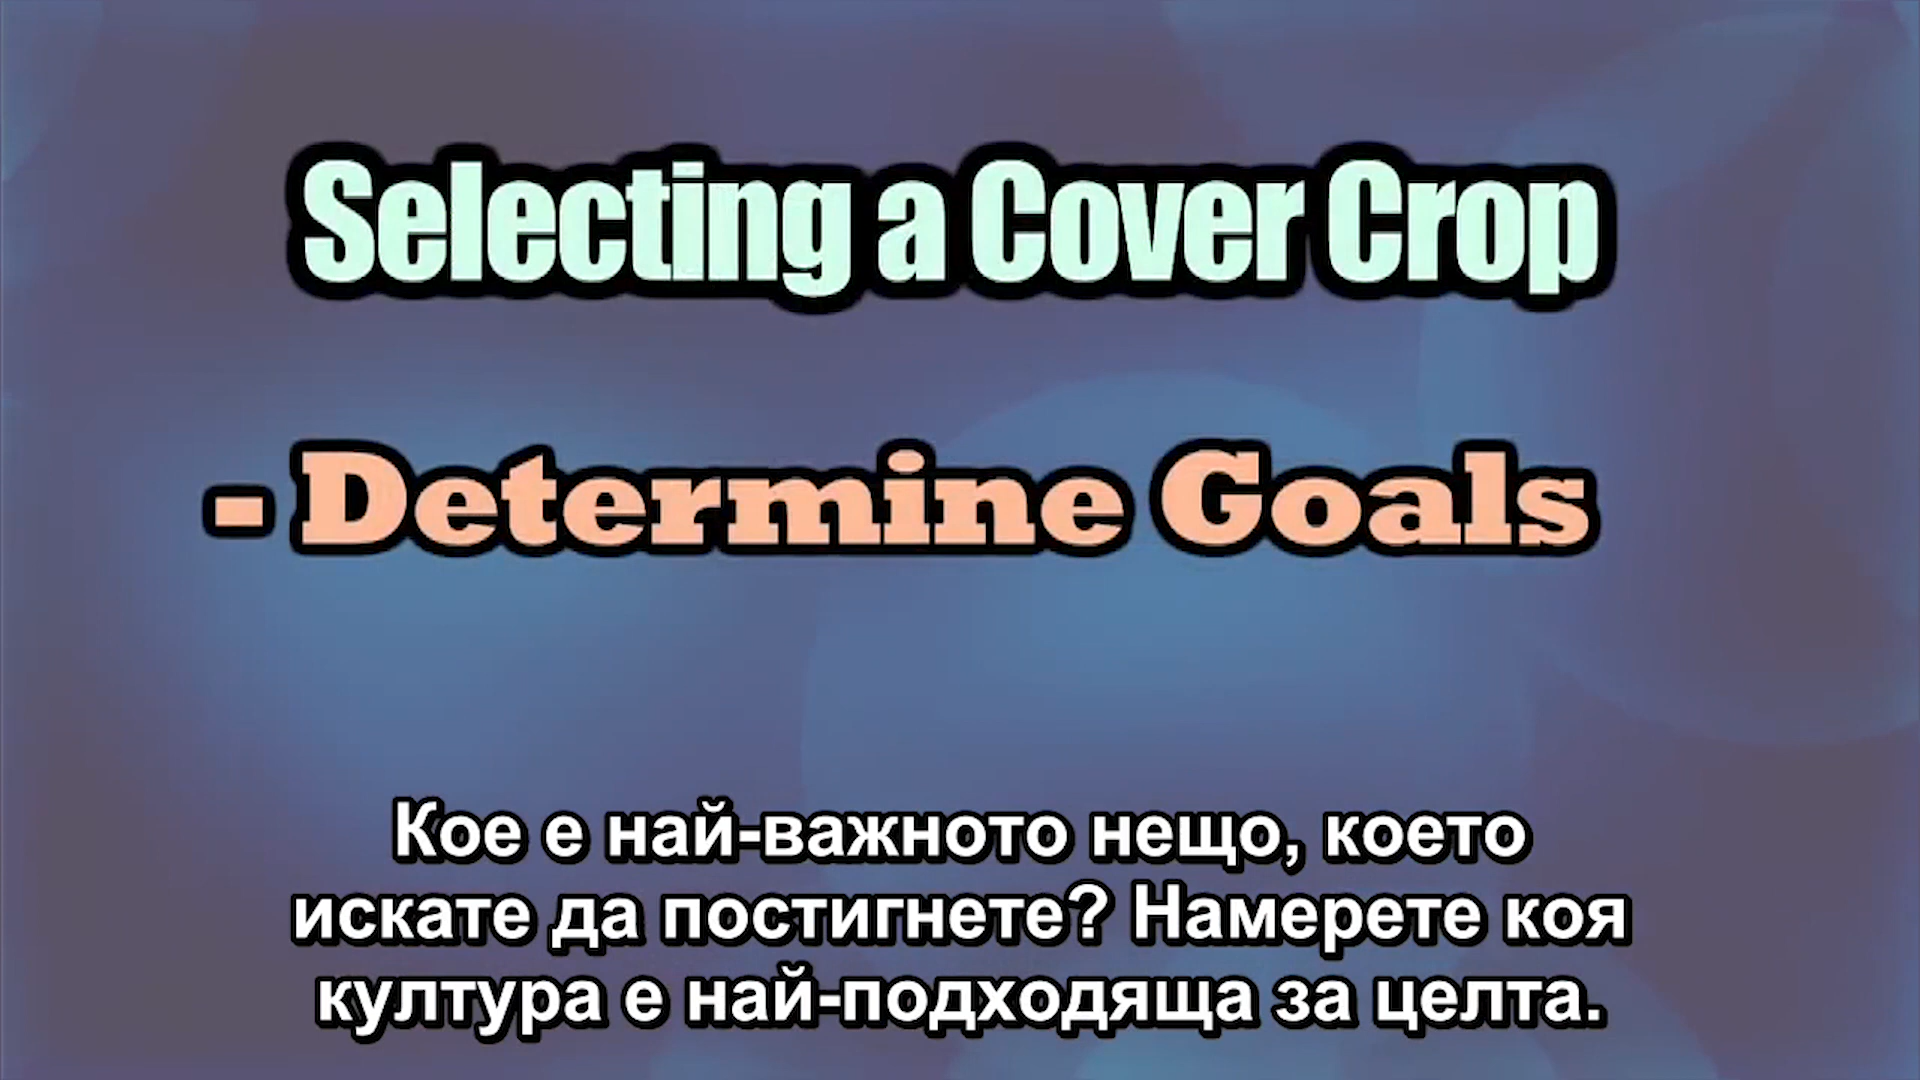 Selecting a Cover Crop
- Determine Goals
Кое е най-важното нещо, което
искате да постигнете? Намерете коя
култура е най-подходяща за целта.